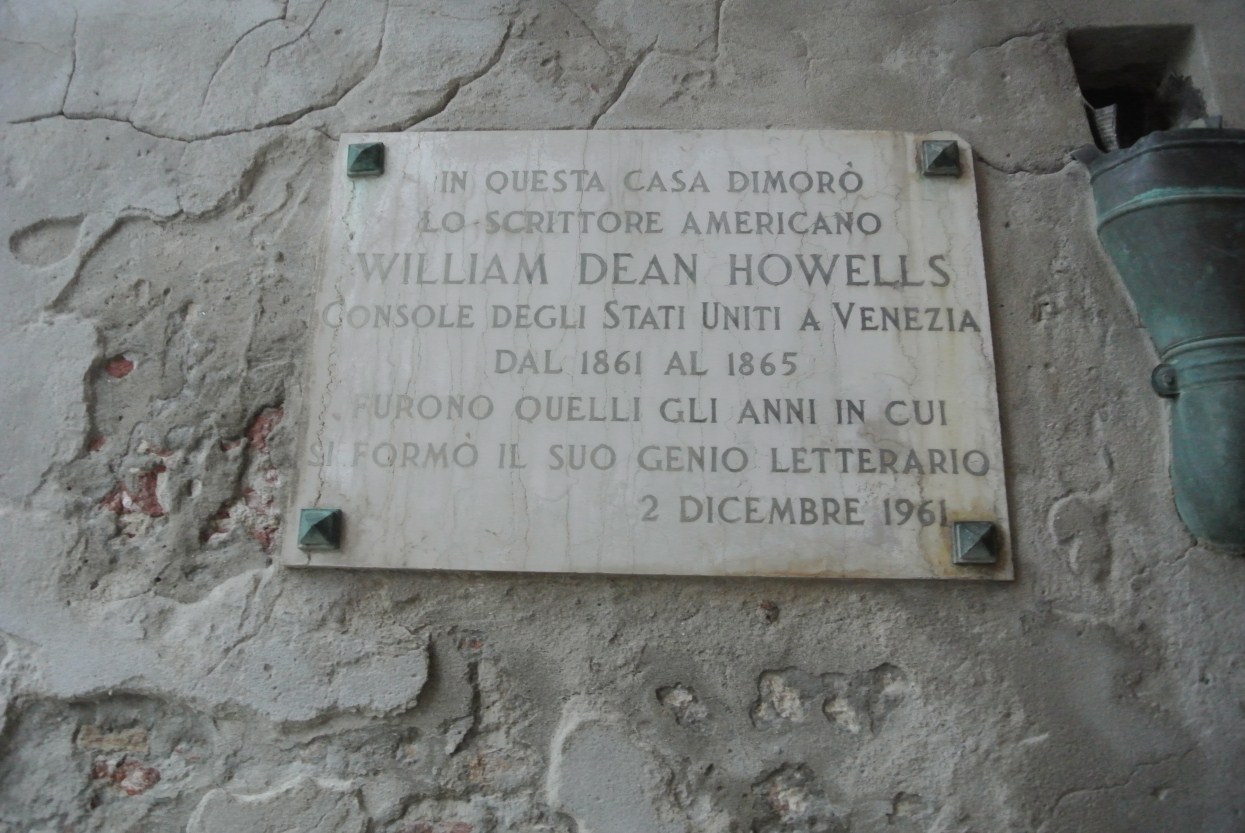 IN QUESTA CASA DIMORÒ
LO SCRITTORE AMERICANO
WILLIAM DEAN HOWELLS
CONSOLE DEGLI STATI UNITI A VENEZIA
DAL 1861 AL 1865
FURONO QUELLI GLI ANNI IN CUI
SI FORMÒ IL SUO GENIO LETTERARIO
2 DICEMBRE 1961